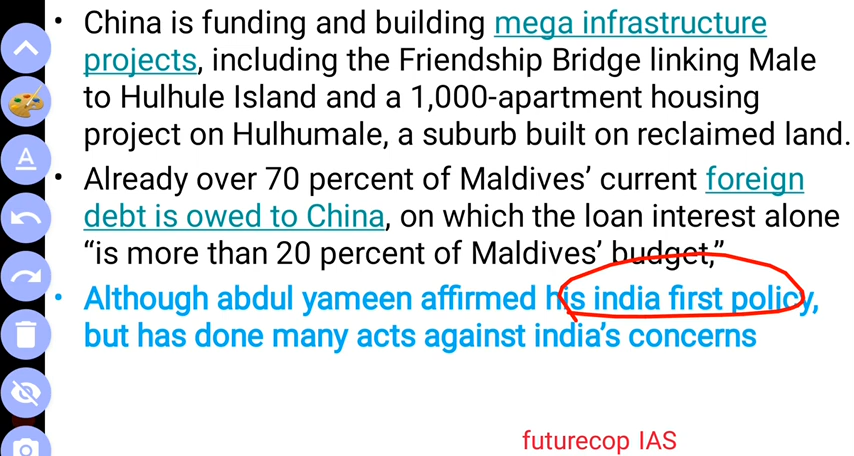 • China is funding and building mega infrastructure
projects, including the Friendship Bridge linking Male
to Hulhule Island and a 1,000-apartment housing
project on Hulhumale, a suburb built on reclaimed land.
• Already over 70 percent of Maldives’ current foreign
debt is owed to China, on which the loan interest alone
“is more than 20 percent of Maldives’ budget,”
• Although abdul yameen affirmed his india first policy,
but has done many acts against india’s concerns
A
futurecop IAS